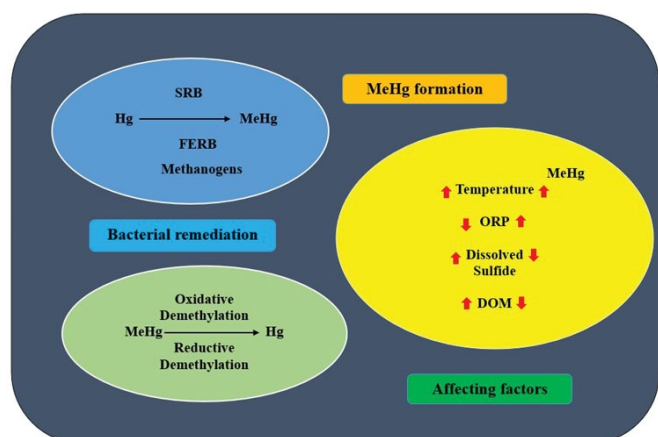 SRB
Hg MeHg
FERB
Methanogens
MeHg formation
MeHg
Temperature
ORP
Dissolved
Sulfide
DOM
Bacterial remediation
Oxidative
Demethylation
MeHg Hg
Reductive
Demethylation
Affecting factors